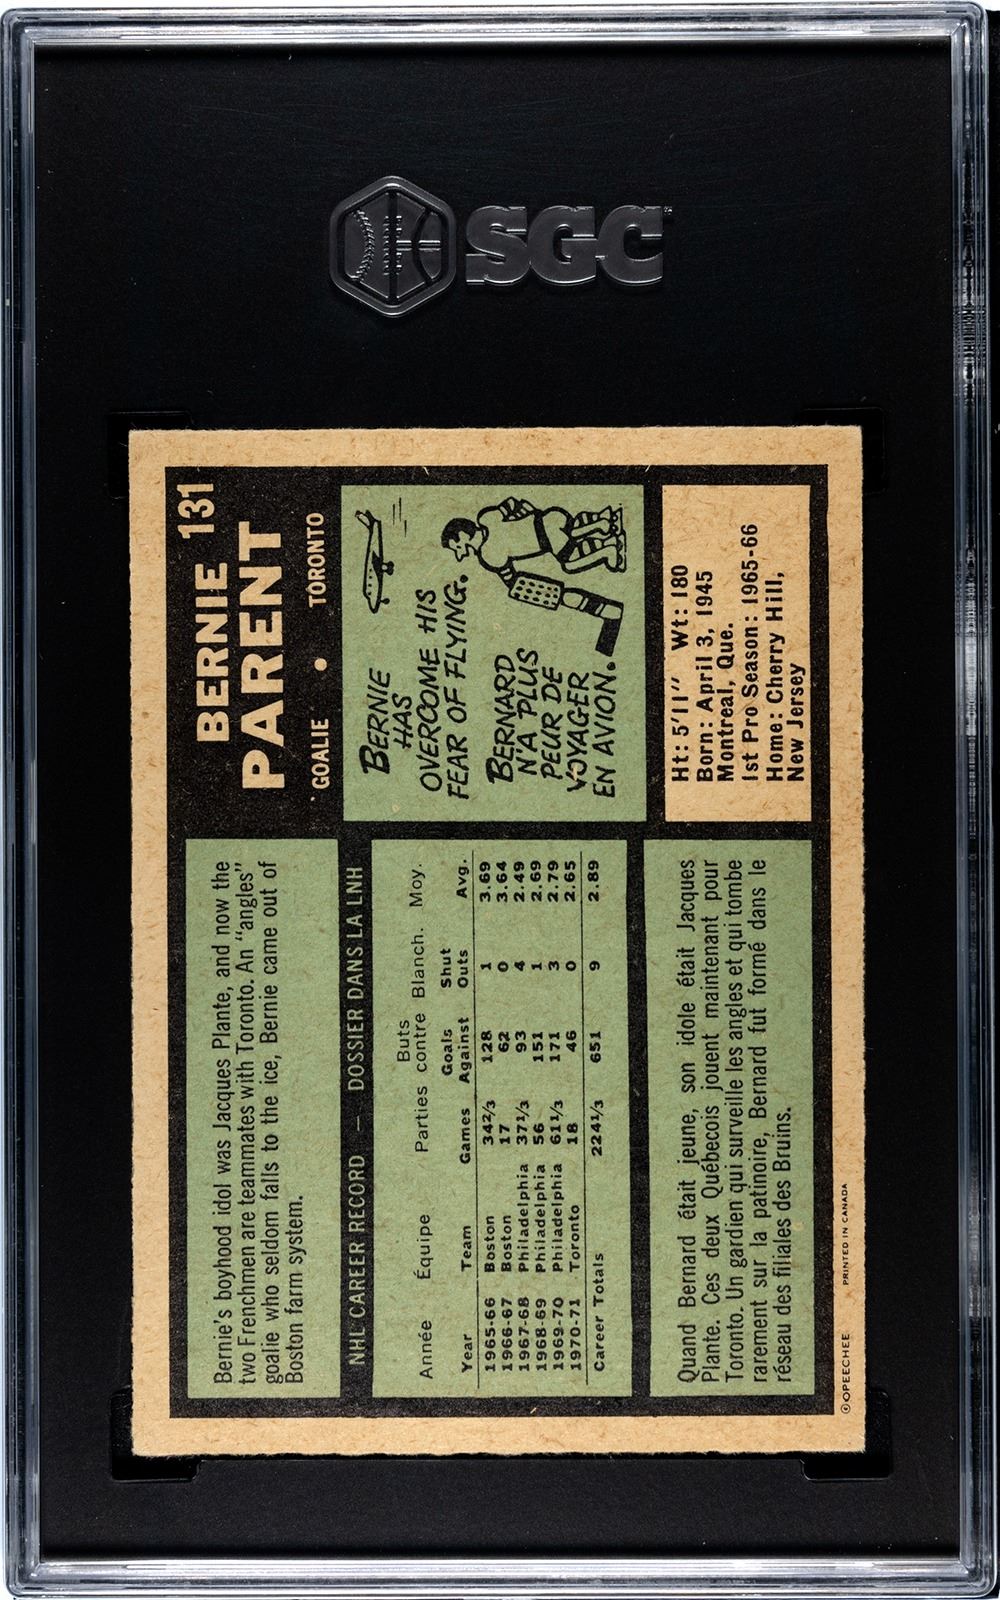 SGC
Bernie's boyhood idol was Jacques Plante, and now the
two Frenchmen are teammates with Toronto. An "angles"
goalie who seldom falls to the ice, Bernie came out of
Boston farm system.
BERNIE 131
PARENT
GOALIE • TORONTO
NHL CAREER RECORD — DOSSIER DANS LA LNH
Buts
Année Équipe Parties contre Blanch. Moy.
Goals Shut
Year Team Games Against Outs Avg.
1965-66 Boston 34⅔ 128 1 3.69
1966-67 Boston 17 62 0 3.64
1967-68 Philadelphia 37⅓ 93 4 2.49
1968-69 Philadelphia 56 151 1 2.69
1969-70 Philadelphia 61⅓ 171 3 2.79
1970-71 Toronto 18 46 0 2.65
Career Totals 224⅓ 651 9 2.89
BERNIE
HAS
OVERCOME HIS
FEAR OF FLYING.
BERNARD
N'A PLUS
PEUR DE
VOYAGER
EN AVION.
Quand Bernard était jeune, son idole était Jacques
Plante. Ces deux Québecois jouent maintenant pour
Toronto. Un gardien qui surveille les angles et qui tombe
rarement sur la patinoire, Bernard fut formé dans le
réseau des filiales des Bruins.
Ht: 5'11" Wt: 180
Born: April 3, 1945
Montreal, Que.
1st Pro Season: 1965-66
Home: Cherry Hill,
New Jersey
©OPEECHEE PRINTED IN CANADA